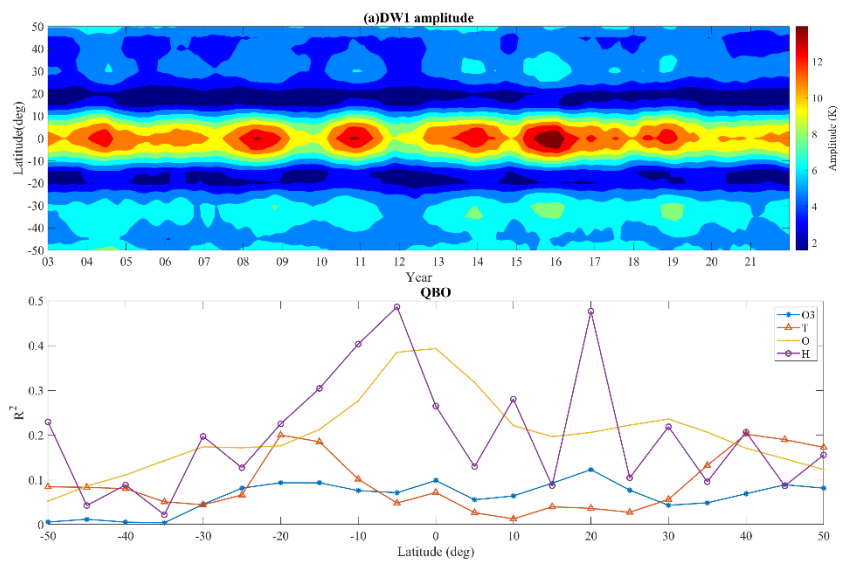 (a)DW1 amplitude
50
40
30
20
10
0
-10
-20
-30
-40
-50
Latitude(deg)
03 04 05 06 07 08 09 10 11 12 13 14 15 16 17 18 19 20 21
Year
12
10
8
6
4
2
Amplitude (K)
QBO
0.5
0.4
0.3
0.2
0.1
0
R2
O3
T
O
H
-50 -40 -30 -20 -10 0 10 20 30 40 50
Latitude (deg)